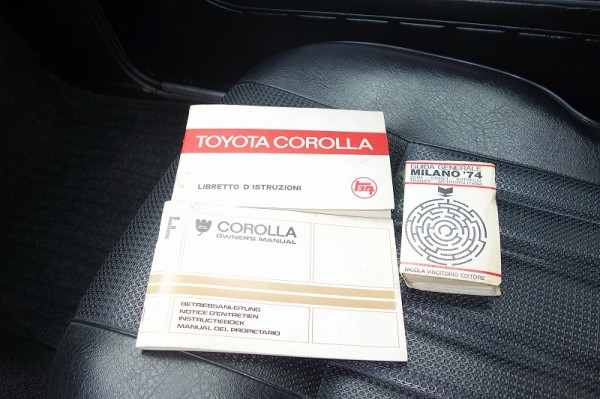 TOYOTA COROLLA
LIBRETTO D'ISTRUZIONI
TEQ
F
COROLLA
OWNER'S MANUAL
BETRIEBSANLEITUNG
NOTICE D'ENTRETIEN
INSTRUCTIEBOEK
MANUAL DEL PROPIETARIO
GUIDA GENERALE
MILANO '74
NICOLA VINCITORIO EDITORE